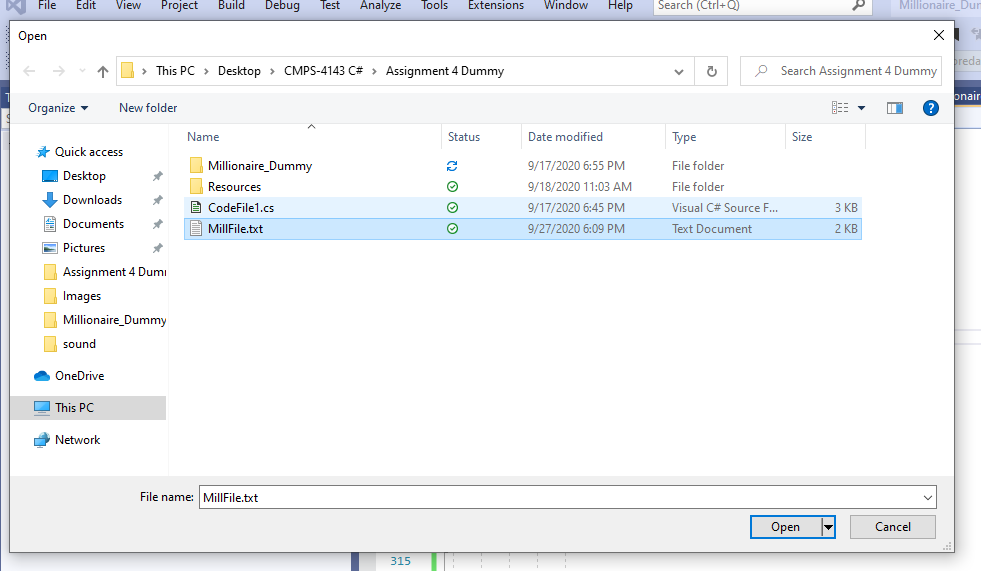 File Edit View Project Build Debug Test Analyze Tools Extensions Window Help Search (Ctrl+Q) Millionaire_Du
Open
This PC > Desktop > CMPS-4143 C# > Assignment 4 Dummy Search Assignment 4 Dummy
Organize New folder
Name Status Date modified Type Size
Quick access
Desktop
Downloads
Documents
Pictures
Assignment 4 Dumm
Images
Millionaire_Dummy
sound
OneDrive
This PC
Network
Millionaire_Dummy 9/17/2020 6:55 PM File folder
Resources 9/18/2020 11:03 AM File folder
CodeFile1.cs 9/17/2020 6:45 PM Visual C# Source F... 3 KB
MillFile.txt 9/27/2020 6:09 PM Text Document 2 KB
File name: MillFile.txt
Open Cancel
315